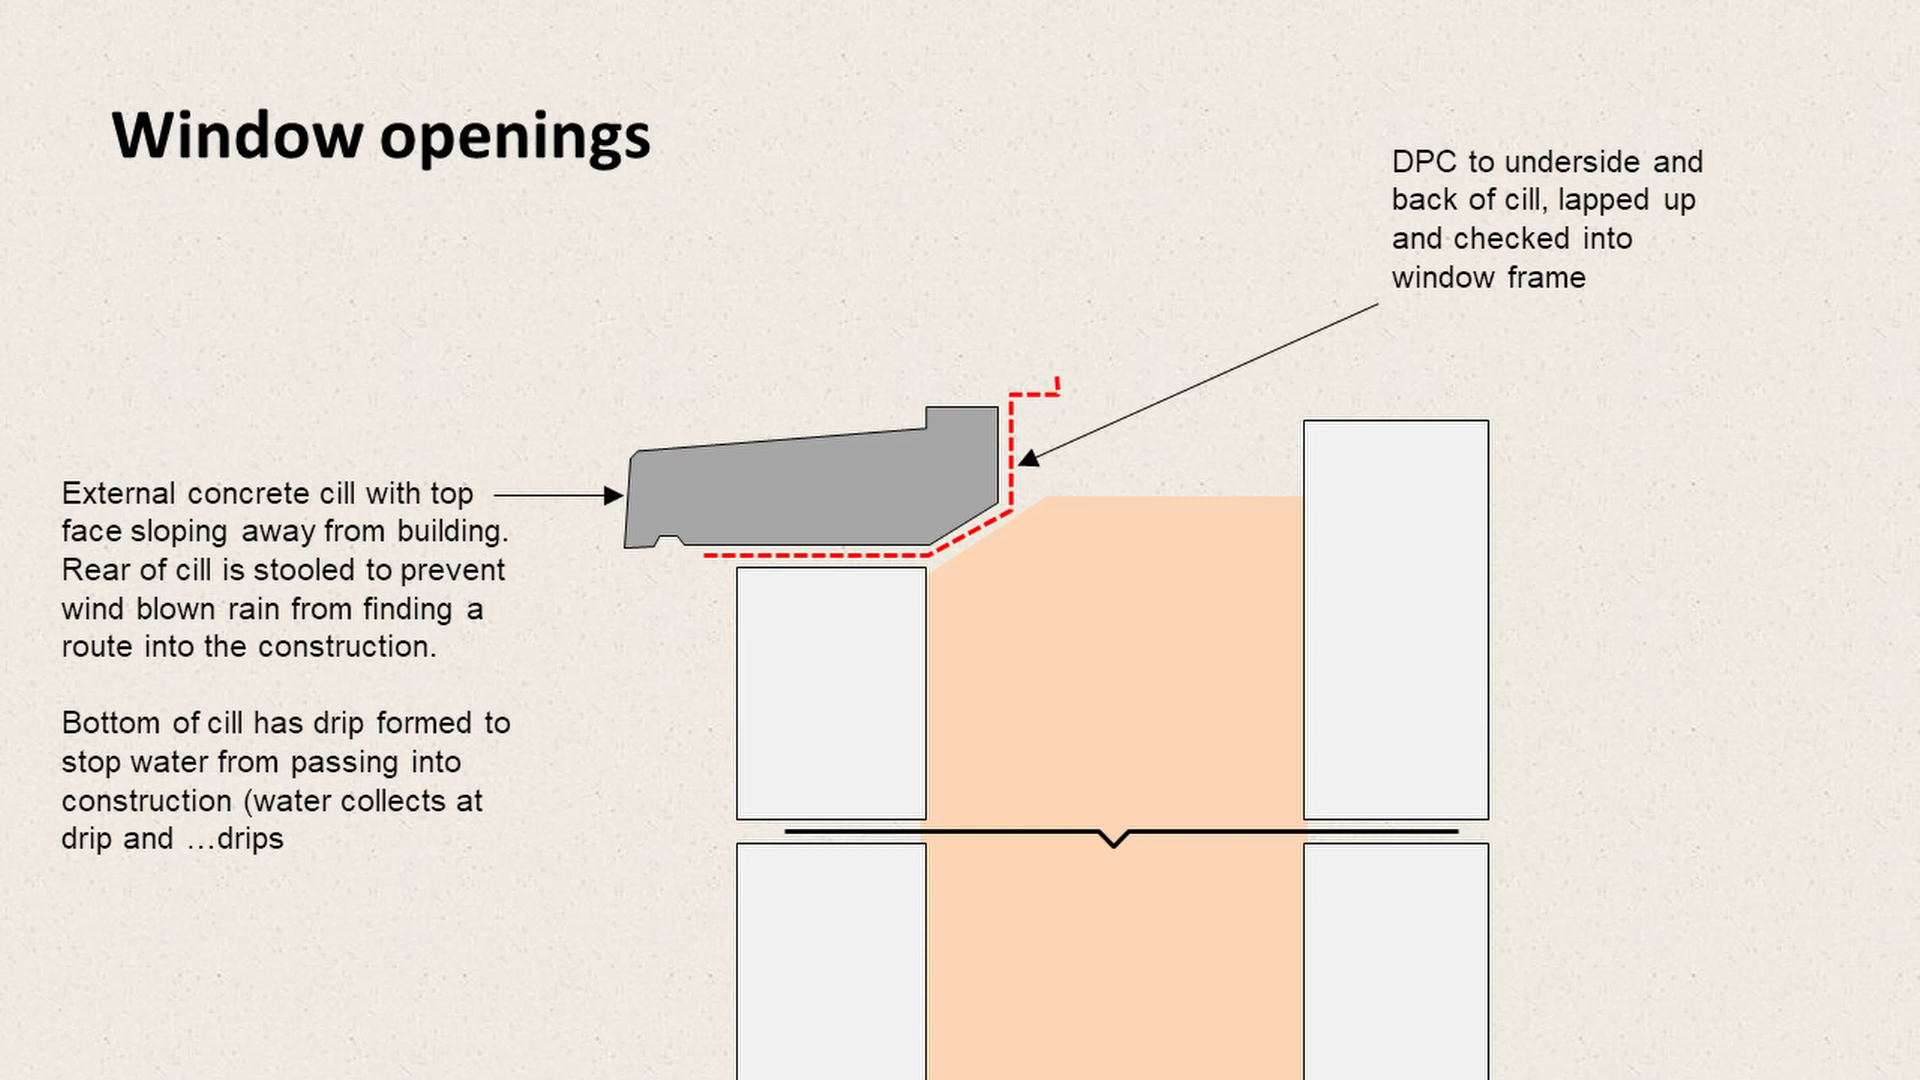 Window openings
DPC to underside and
back of cill, lapped up
and checked into
window frame
External concrete cill with top
face sloping away from building.
Rear of cill is stooled to prevent
wind blown rain from finding a
route into the construction.
Bottom of cill has drip formed to
stop water from passing into
construction (water collects at
drip and …drips